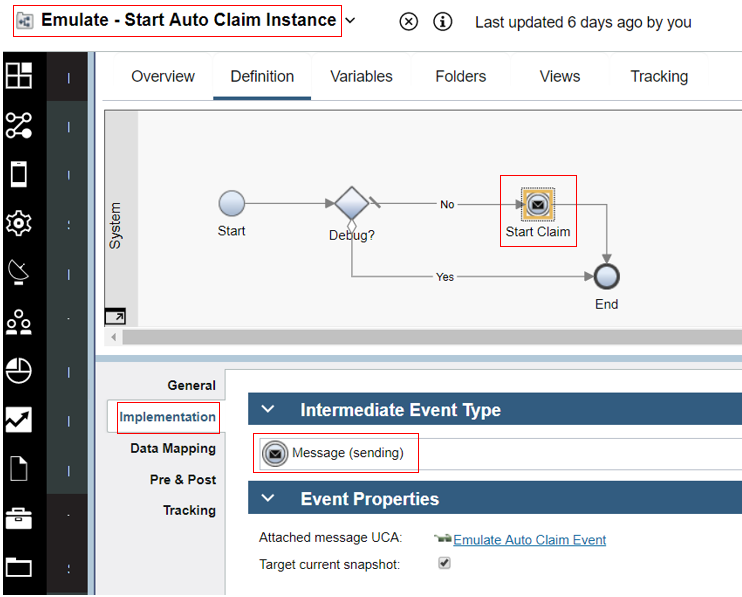 Emulate - Start Auto Claim Instance
Last updated 6 days ago by you
Overview Definition Variables Folders Views Tracking
System
Start
Debug?
No
Start Claim
Yes
End
General
Implementation
Data Mapping
Pre & Post
Tracking
Intermediate Event Type
Message (sending)
Event Properties
Attached message UCA: Emulate Auto Claim Event
Target current snapshot: